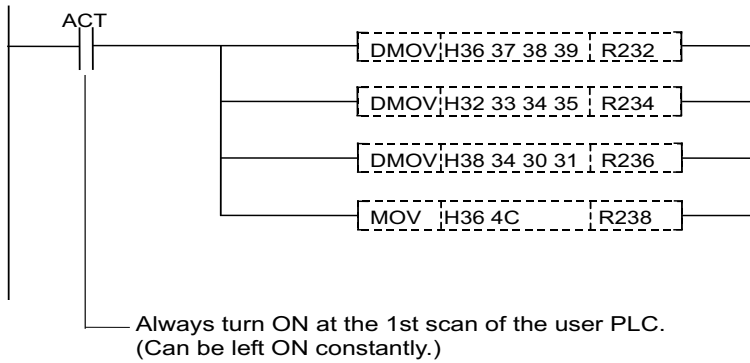 ACT
DMOV H36 37 38 39 R232
DMOV H32 33 34 35 R234
DMOV H38 34 30 31 R236
MOV H36 4C R238
Always turn ON at the 1st scan of the user PLC.
(Can be left ON constantly.)